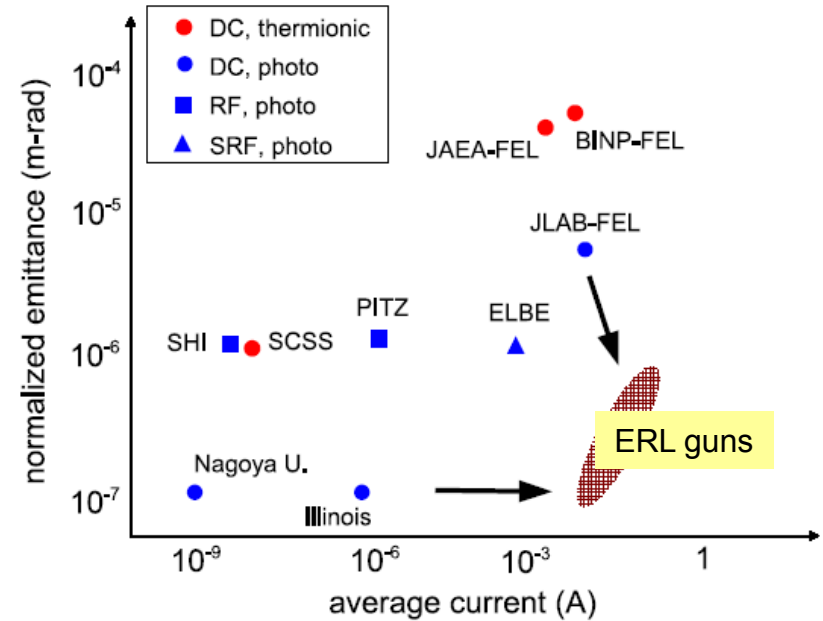 DC, thermionic
DC, photo
RF, photo
SRF, photo
normalized emittance (m-rad)
10⁻⁴
10⁻⁵
10⁻⁶
10⁻⁷
JAEA-FEL
BINP-FEL
JLAB-FEL
PITZ
ELBE
SHI
SCSS
ERL guns
Nagoya U.
Illinois
10⁻⁹
10⁻⁶
10⁻³
1
average current (A)